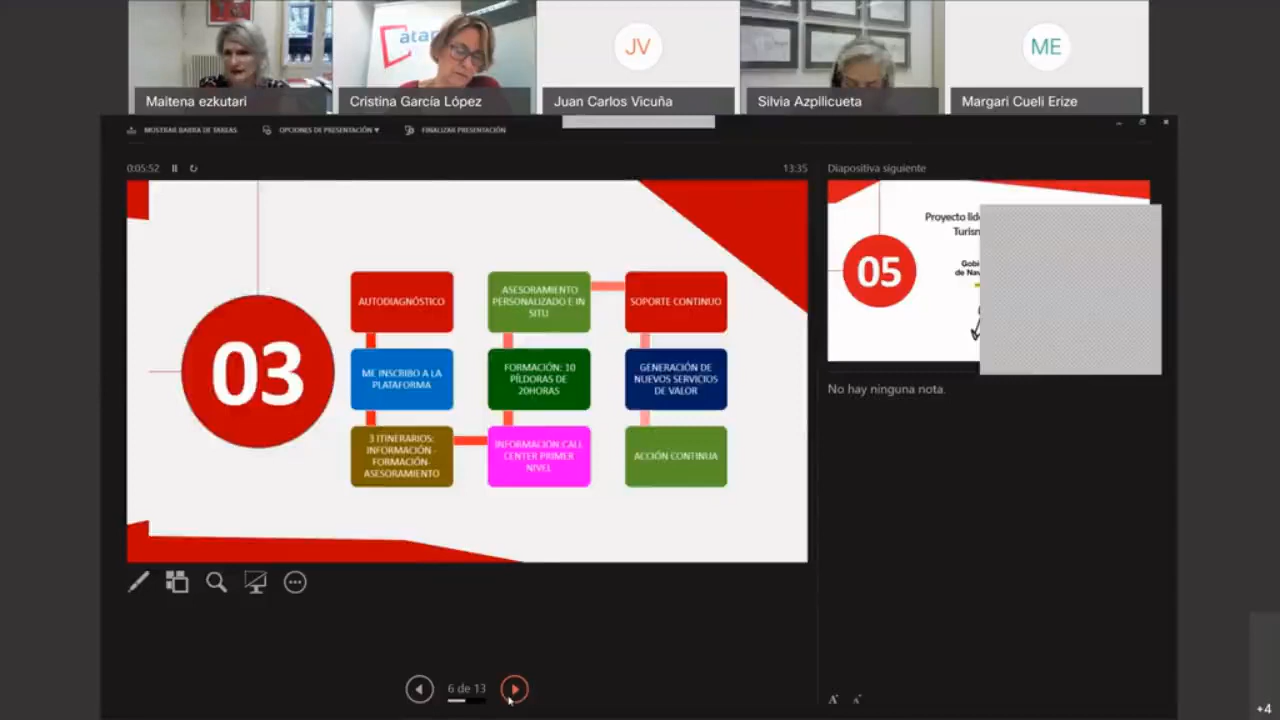 JV
ME
Maitena ezkutari
Cristina García López
Juan Carlos Vicuña
Silvia Azpilicueta
Margari Cueli Erize
MOSTRAR BARRA DE TAREAS
OPCIONES DE PRESENTACIÓN ▼
FINALIZAR PRESENTACIÓN
0:05:52
13:35
Diapositiva siguiente
03
AUTODIAGNÓSTICO
ME INSCRIBO A LA
PLATAFORMA
3 ITINERARIOS:
INFORMACIÓN -
FORMACIÓN-
ASESORAMIENTO
ASESORAMIENTO
PERSONALIZADO E IN
SITU
FORMACIÓN: 10
PÍLDORAS DE
20HORAS
INFORMACION CALL
CENTER PRIMER
NIVEL
SOPORTE CONTINUO
GENERACIÓN DE
NUEVOS SERVICIOS
DE VALOR
ACCIÓN CONTINUA
05
Proyecto
No hay ninguna nota.
6 de 13
+4